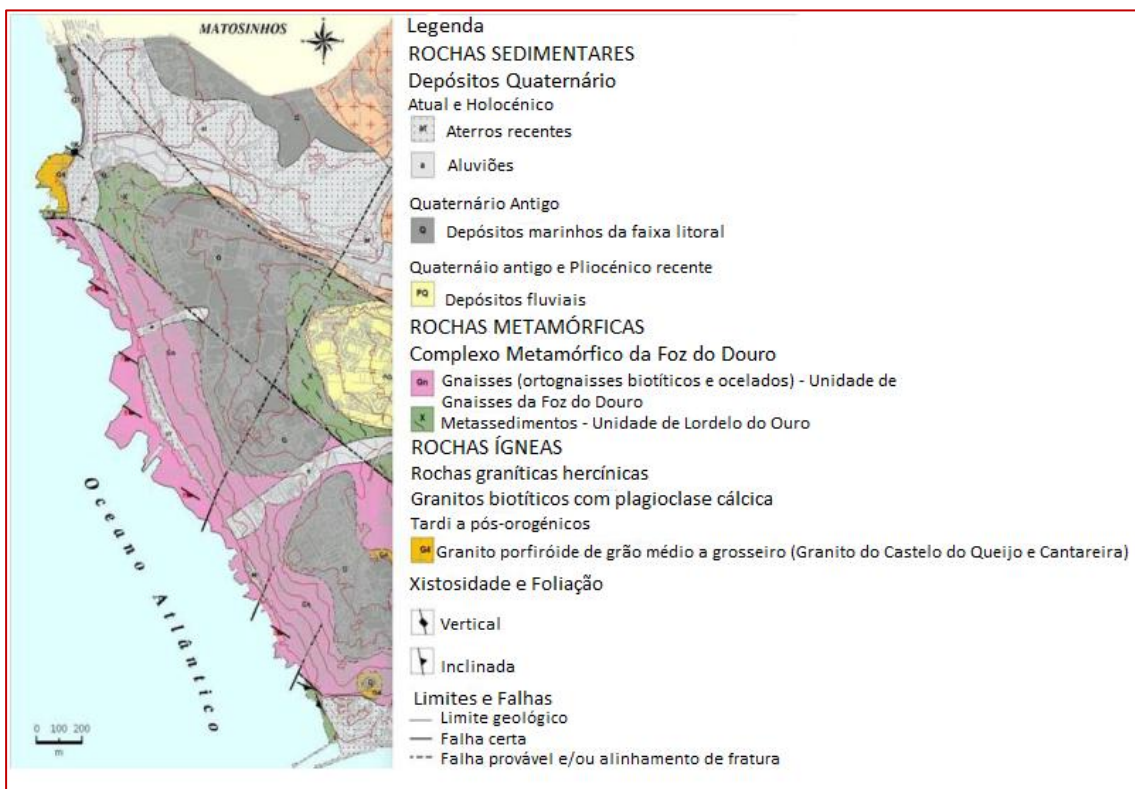 MATOSINHOS
Oceano Atlântico
0 100 200
m
Legenda
ROCHAS SEDIMENTARES
Depósitos Quaternário
Atual e Holocénico
Aterros recentes
a Aluviões
Quaternário Antigo
Q Depósitos marinhos da faixa litoral
Quaternáio antigo e Pliocénico recente
PQ Depósitos fluviais
ROCHAS METAMÓRFICAS
Complexo Metamórfico da Foz do Douro
Gn Gnaisses (ortognaisses biotíticos e ocelados) - Unidade de
Gnaisses da Foz do Douro
X Metassedimentos - Unidade de Lordelo do Ouro
ROCHAS ÍGNEAS
Rochas graníticas hercínicas
Granitos biotíticos com plagioclase cálcica
Tardi a pós-orogénicos
G4 Granito porfiróide de grão médio a grosseiro (Granito do Castelo do Queijo e Cantareira)
Xistosidade e Foliação
Vertical
Inclinada
Limites e Falhas
Limite geológico
Falha certa
Falha provável e/ou alinhamento de fratura